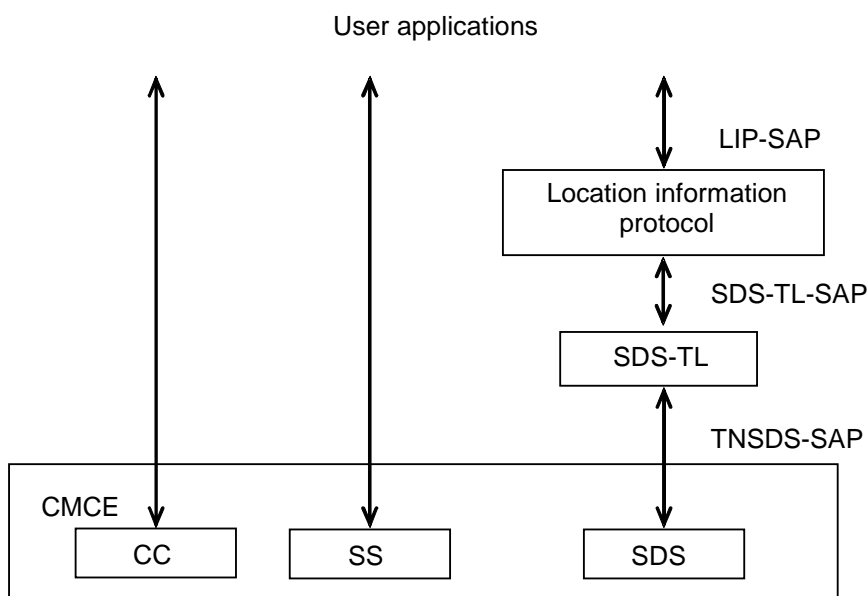 User applications
LIP-SAP
Location information
protocol
SDS-TL-SAP
SDS-TL
TNSDS-SAP
CMCE
CC
SS
SDS